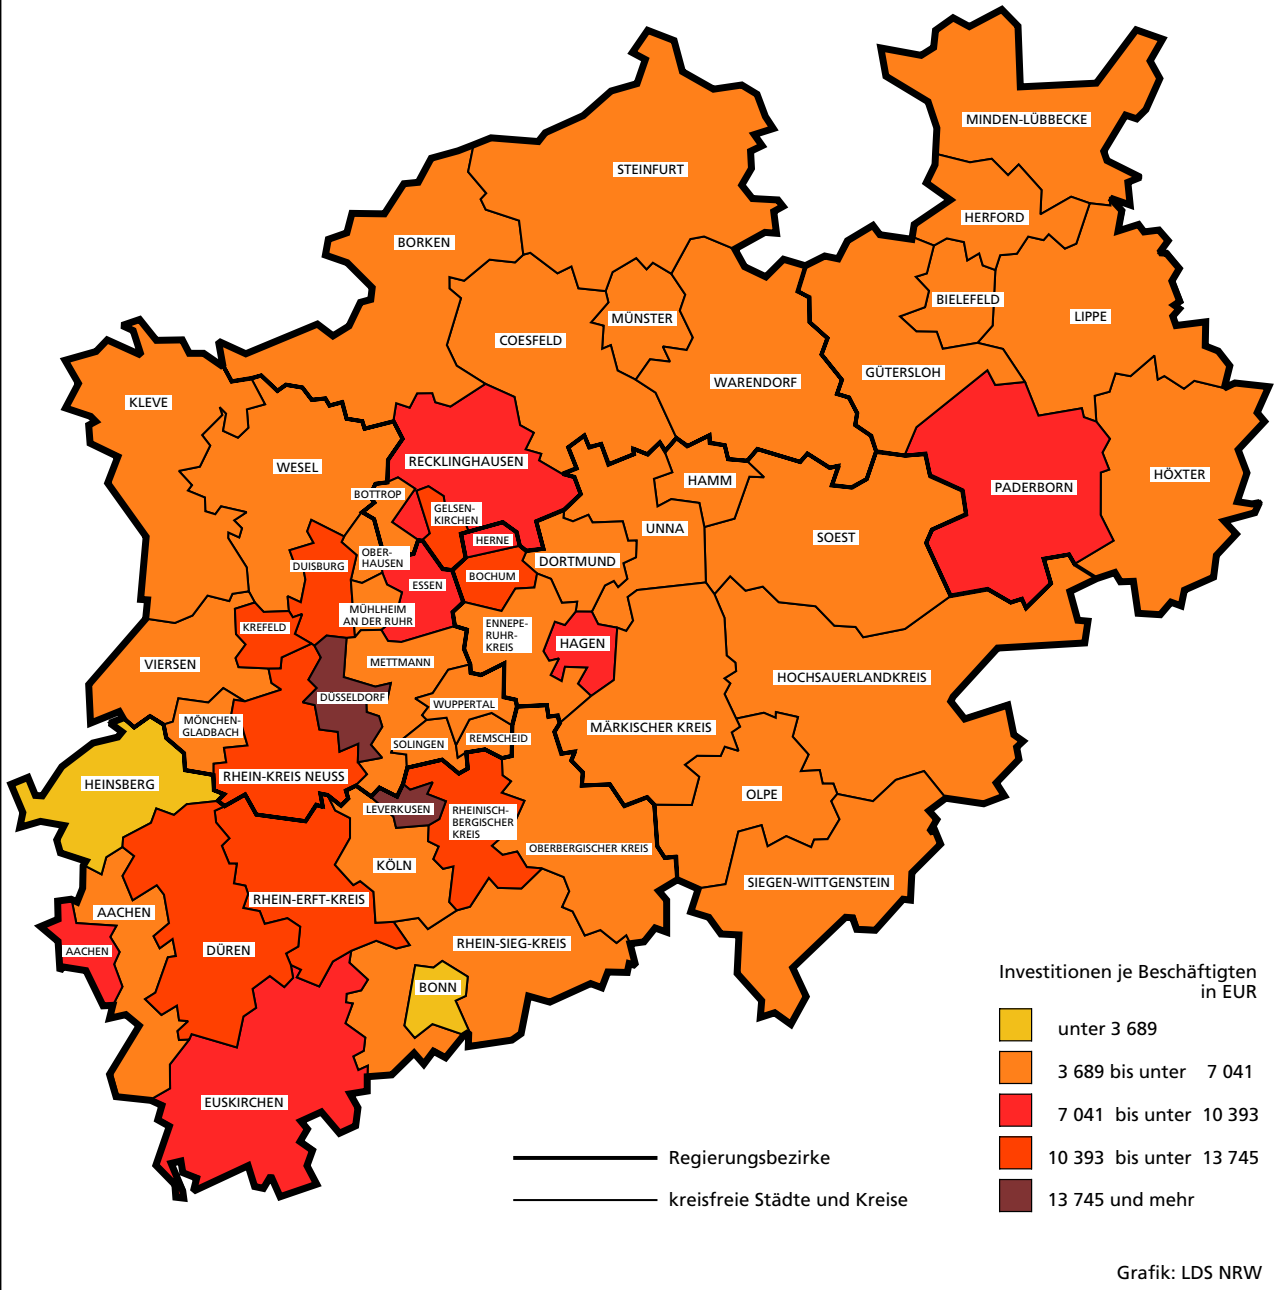 MINDEN-LÜBBECKE
STEINFURT
HERFORD
BORKEN
BIELEFELD
LIPPE
MÜNSTER
COESFELD
GÜTERSLOH
WARENDORF
KLEVE
RECKLINGHAUSEN
WESEL
HÖXTER
HAMM
PADERBORN
BOTTROP
GELSEN-
KIRCHEN
UNNA
SOEST
HERNE
OBER-
HAUSEN
DORTMUND
DUISBURG
BOCHUM
ESSEN
MÜHLHEIM
AN DER RUHR
KREFELD
ENNEPE-
RUHR-
KREIS
HAGEN
VIERSEN
METTMANN
HOCHSAUERLANDKREIS
DÜSSELDORF
WUPPERTAL
MÖNCHEN-
GLADBACH
MÄRKISCHER KREIS
SOLINGEN
REMSCHEID
RHEIN-KREIS NEUSS
HEINSBERG
OLPE
LEVERKUSEN
RHEINISCH-
BERGISCHER
KREIS
OBERBERGISCHER KREIS
KÖLN
SIEGEN-WITTGENSTEIN
RHEIN-ERFT-KREIS
AACHEN
RHEIN-SIEG-KREIS
DÜREN
AACHEN
BONN
EUSKIRCHEN
Investitionen je Beschäftigten
in EUR
unter 3 689
3 689 bis unter 7 041
7 041 bis unter 10 393
10 393 bis unter 13 745
13 745 und mehr
Regierungsbezirke
kreisfreie Städte und Kreise
Grafik: LDS NRW